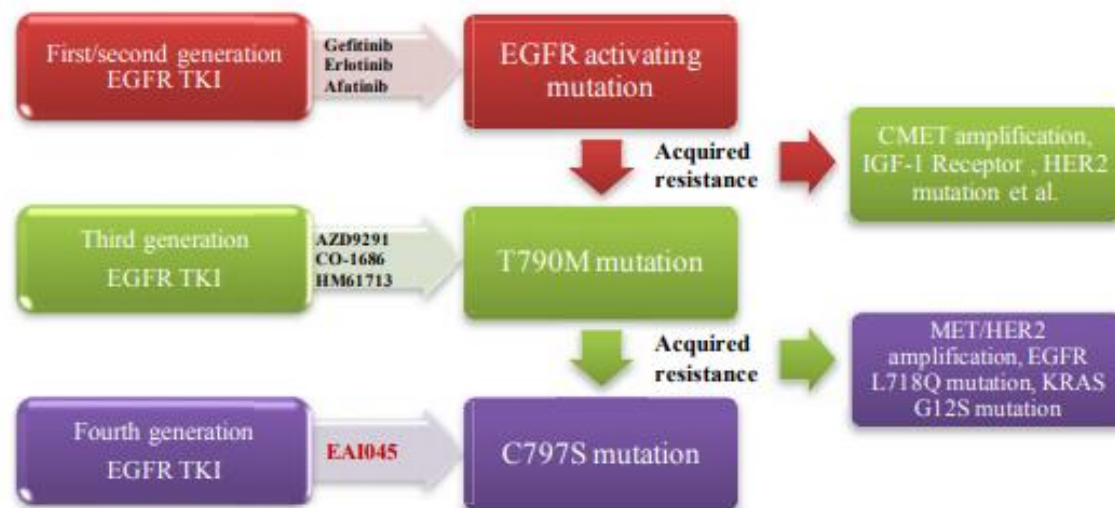 First/second generation
EGFR TKI
Gefitinib
Erlotinib
Afatinib
EGFR activating
mutation
Acquired
resistance
CMET amplification,
IGF-1 Receptor , HER2
mutation et al.
Third generation
EGFR TKI
AZD9291
CO-1686
HM61713
T790M mutation
Acquired
resistance
MET/HER2
amplification, EGFR
L718Q mutation, KRAS
G12S mutation
Fourth generation
EGFR TKI
EAI045
C797S mutation